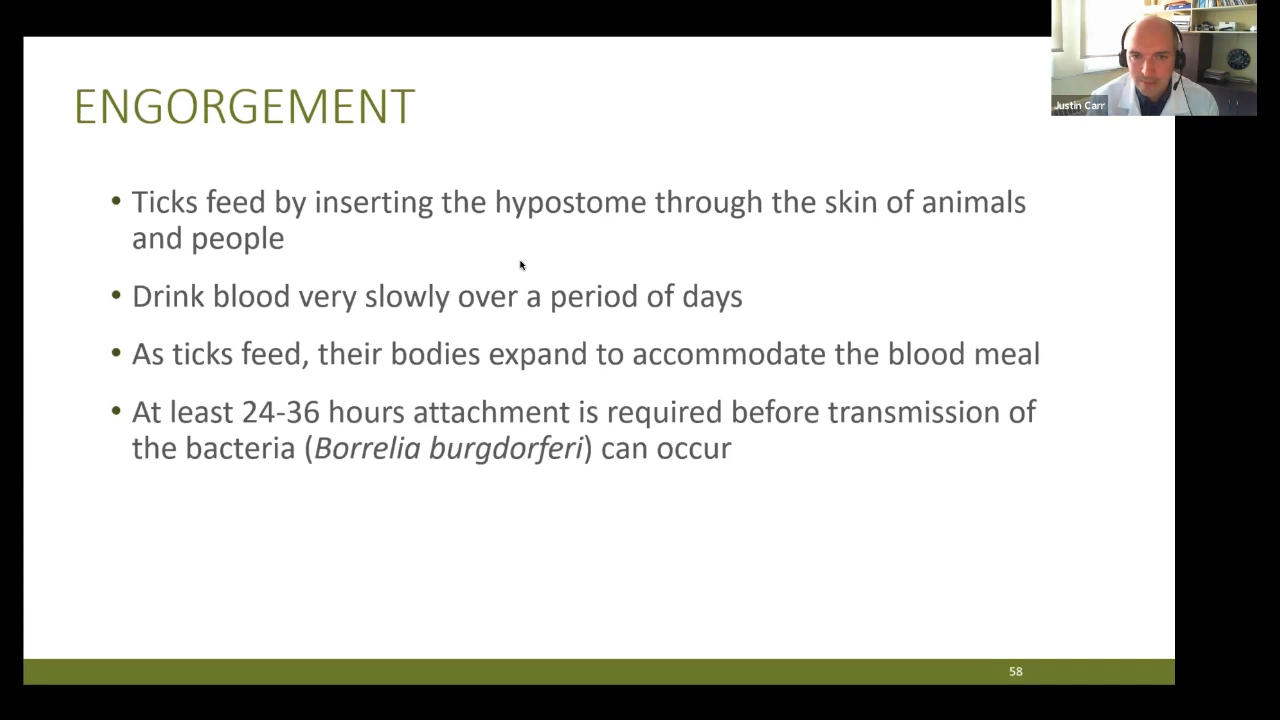 Justin Carr
ENGORGEMENT
• Ticks feed by inserting the hypostome through the skin of animals
and people
• Drink blood very slowly over a period of days
• As ticks feed, their bodies expand to accommodate the blood meal
• At least 24-36 hours attachment is required before transmission of
the bacteria (Borrelia burgdorferi) can occur
58